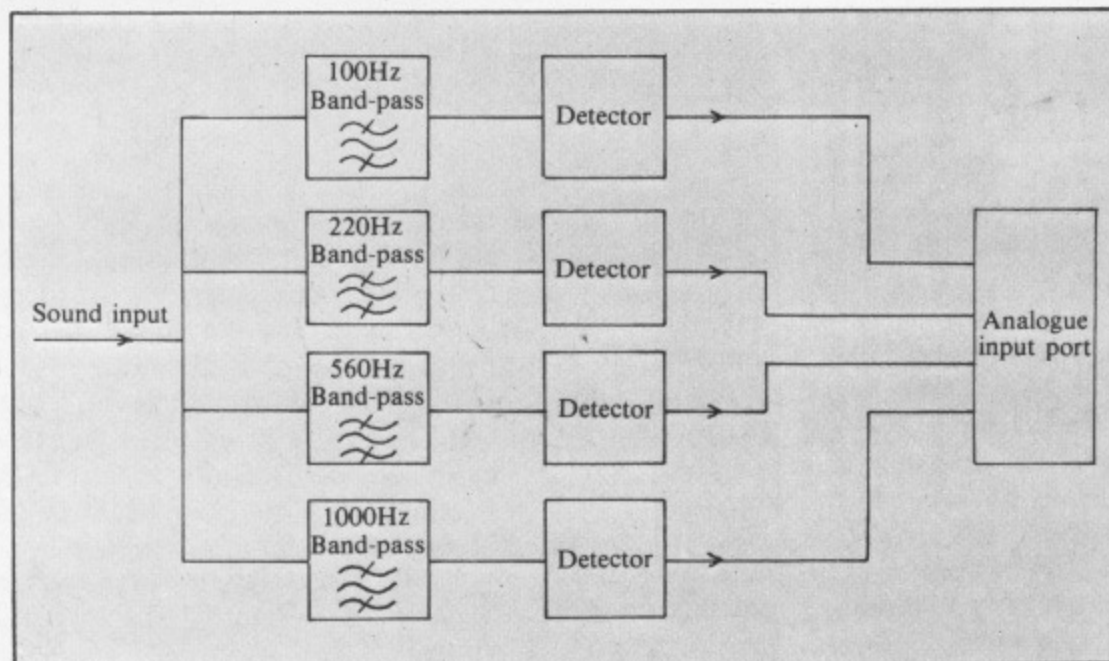 100Hz
Band-pass
Detector
220Hz
Band-pass
Detector
Sound input
Analogue
input port
560Hz
Band-pass
Detector
1000Hz
Band-pass
Detector